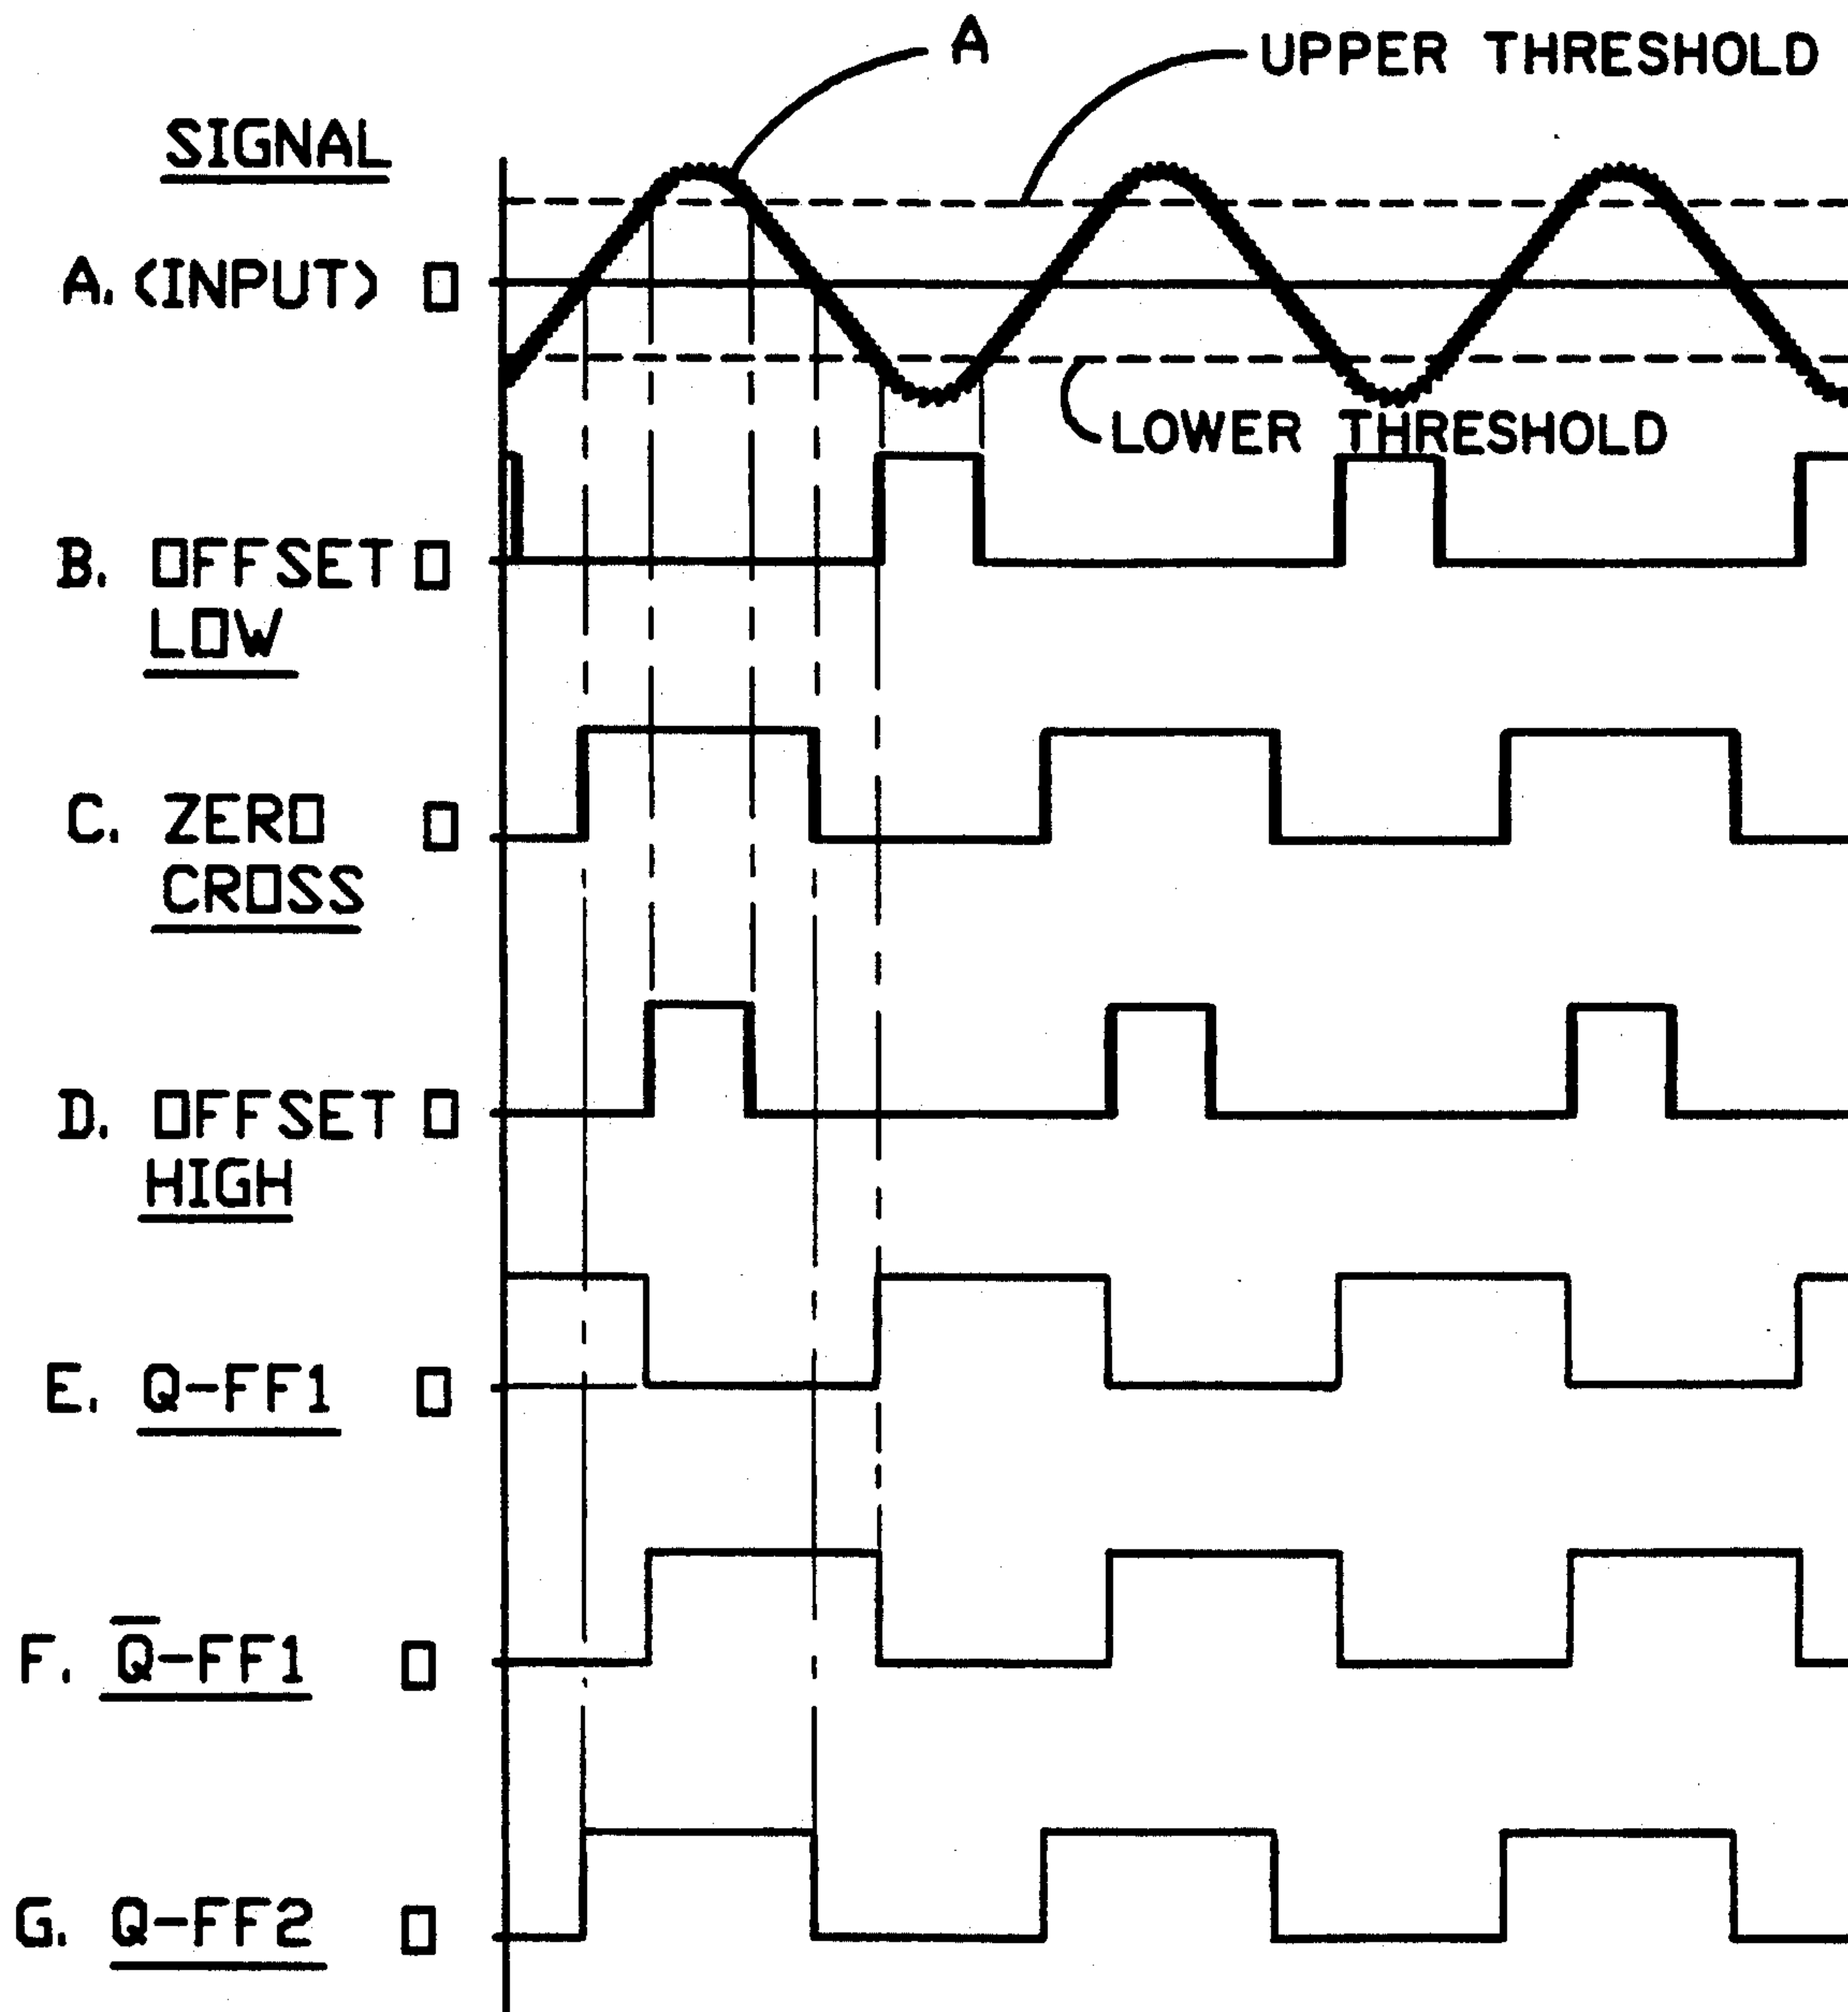 A
UPPER THRESHOLD
SIGNAL
A. (INPUT) 0
LOWER THRESHOLD
B. OFFSET 0
LOW
C. ZERO 0
CROSS
D. OFFSET 0
HIGH
E. Q-FF1 0
F. Q̅-FF1 0
G. Q-FF2 0